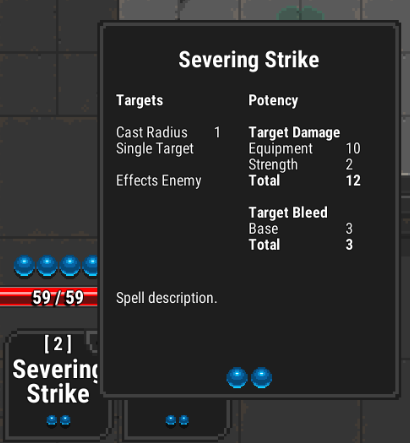 Severing Strike
Targets
Cast Radius 1
Single Target
Effects Enemy
Potency
Target Damage
Equipment 10
Strength 2
Total 12
Target Bleed
Base 3
Total 3
Spell description.
59 / 59
[ 2 ]
Severing
Strike